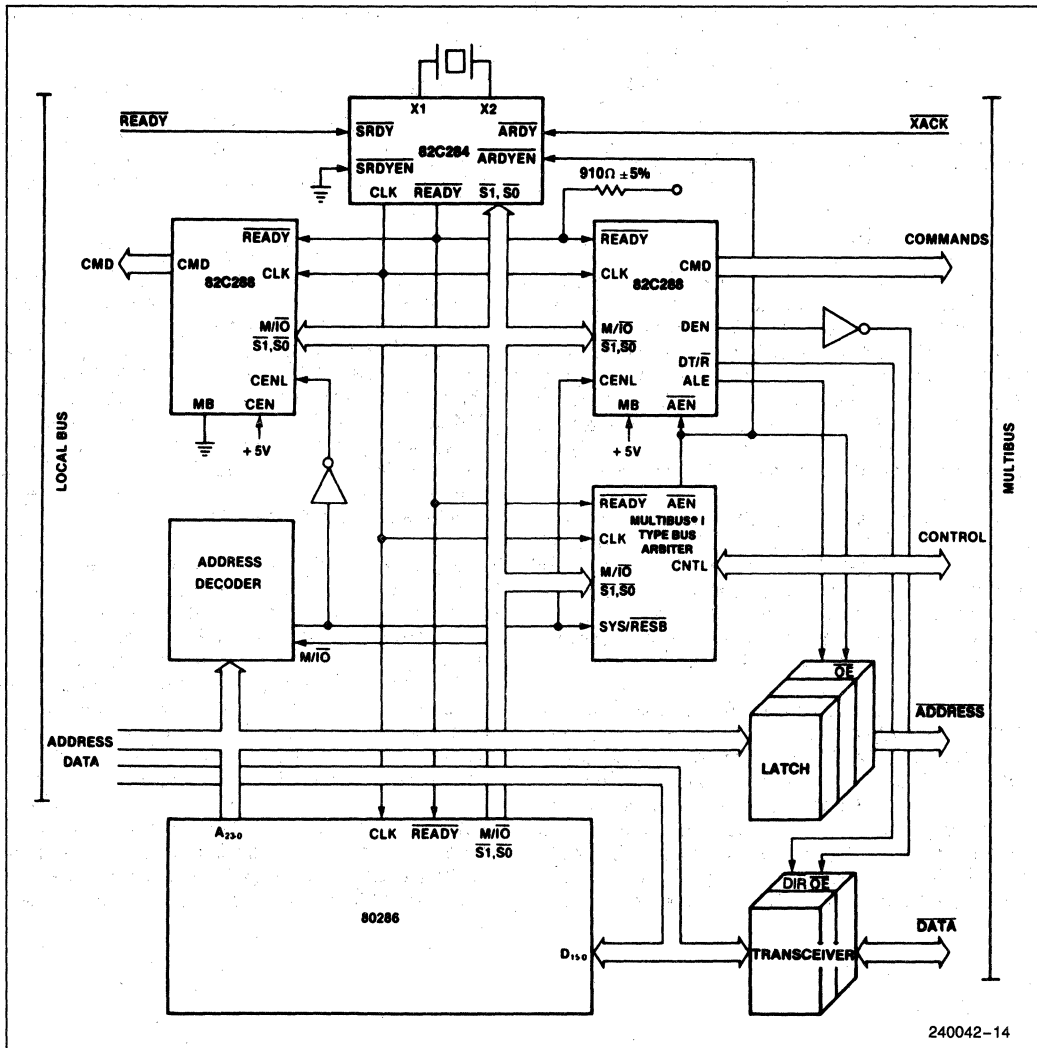 X1 X2
READY
SRDY
ARDY
XACK
82C284
SRDYEN
ARDYEN
910Ω ±5%
CLK READY S1, S0
READY
READY
COMMANDS
CMD
CMD
CLK
CLK
CMD
82C288
82C288
M/IO
S1,S0
M/IO
S1,S0
DEN
DT/R
CENL
CENL
ALE
MB CEN
MB AEN
+5V
+5V
LOCAL BUS
MULTIBUS
READY AEN
MULTIBUS® I
TYPE BUS
ARBITER
CLK
CONTROL
ADDRESS
DECODER
M/IO
S1,S0
CNTL
SYS/RESB
M/IO
OE
ADDRESS
ADDRESS
DATA
LATCH
A23-0
CLK READY M/IO
S1,S0
DIR OE
80286
DATA
D15-0
TRANSCEIVER
240042-14